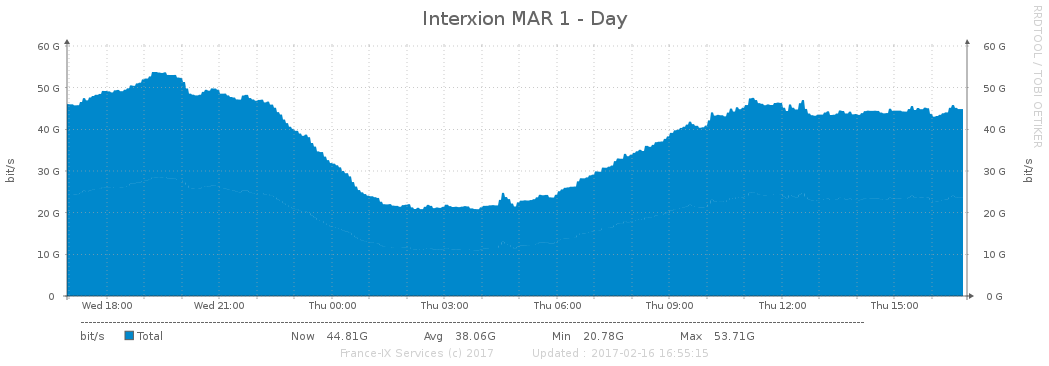 Interxion MAR 1 - Day
RRDTOOL / TOBI OETIKER
60 G 60 G
50 G 50 G
40 G 40 G
30 G 30 G
20 G 20 G
10 G 10 G
0 0 G
bit/s bit/s
Wed 18:00 Wed 21:00 Thu 00:00 Thu 03:00 Thu 06:00 Thu 09:00 Thu 12:00 Thu 15:00
bit/s Total Now 44.81G Avg 38.06G Min 20.78G Max 53.71G
France-IX Services (c) 2017 Updated : 2017-02-16 16:55:15